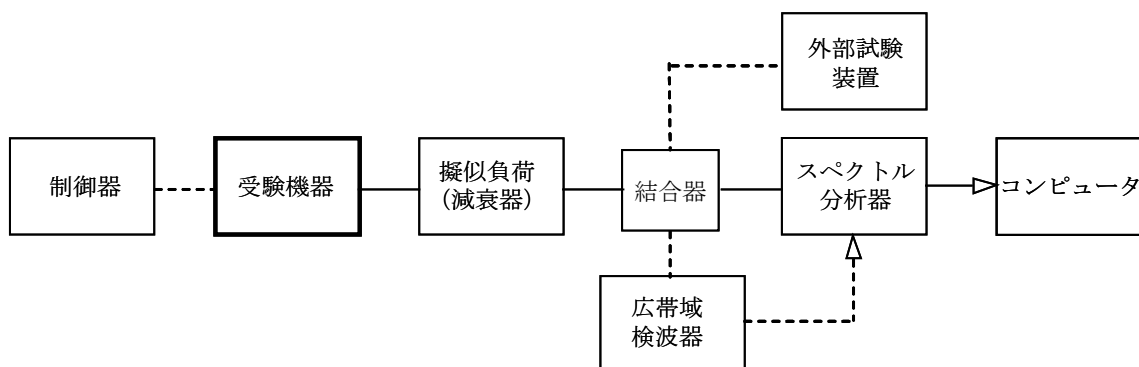 外部試験
装置
制御器
受験機器
擬似負荷
(減衰器)
結合器
スペクトル
分析器
コンピュータ
広帯域
検波器